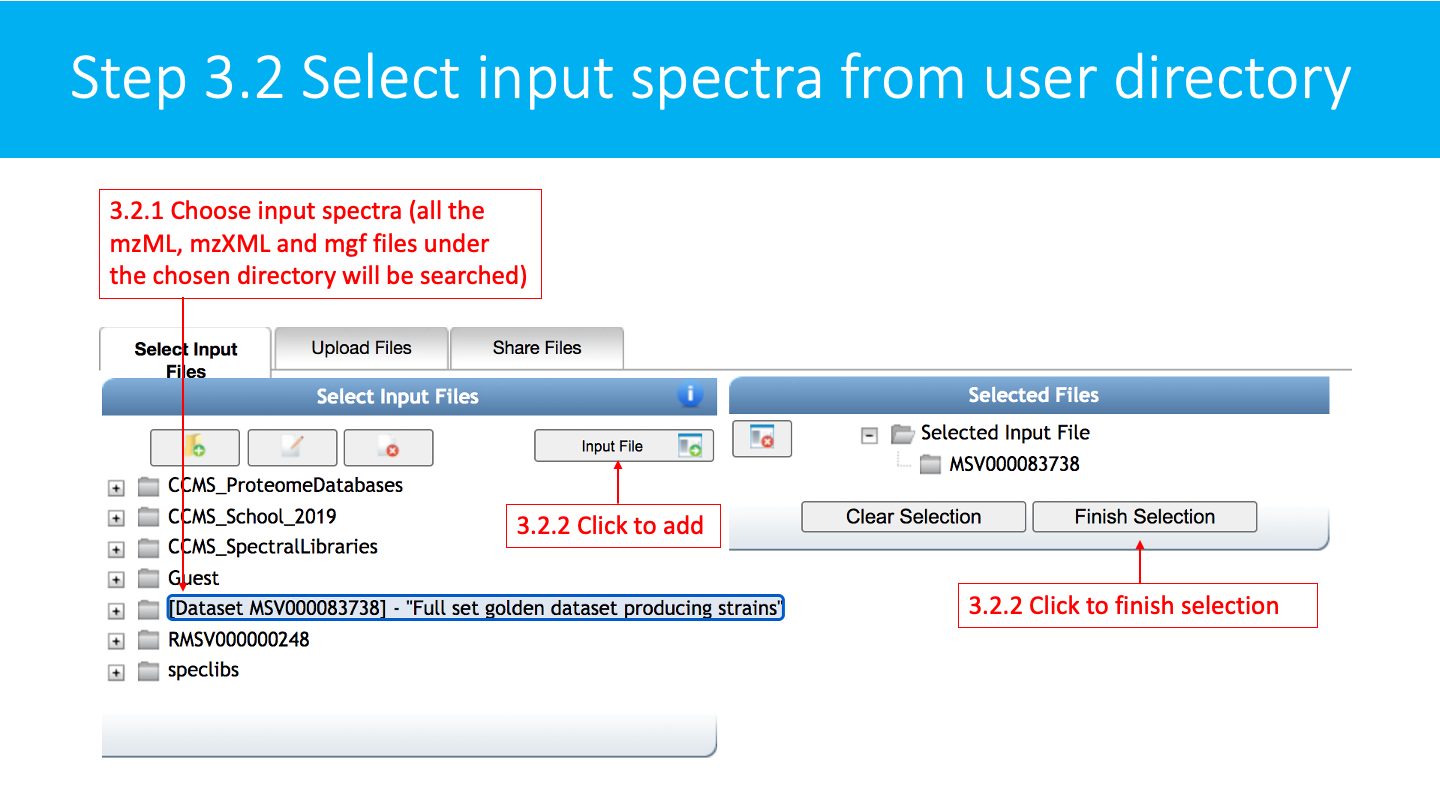 Step 3.2 Select input spectra from user directory
3.2.1 Choose input spectra (all the
mzML, mzXML and mgf files under
the chosen directory will be searched)
Select Input
Files
Upload Files
Share Files
Select Input Files
i
Selected Files
Input File
Selected Input File
MSV000083738
CCMS_ProteomeDatabases
CCMS_School_2019
CCMS_SpectralLibraries
Guest
[Dataset MSV000083738] - "Full set golden dataset producing strains"
RMSV000000248
speclibs
3.2.2 Click to add
Clear Selection
Finish Selection
3.2.2 Click to finish selection